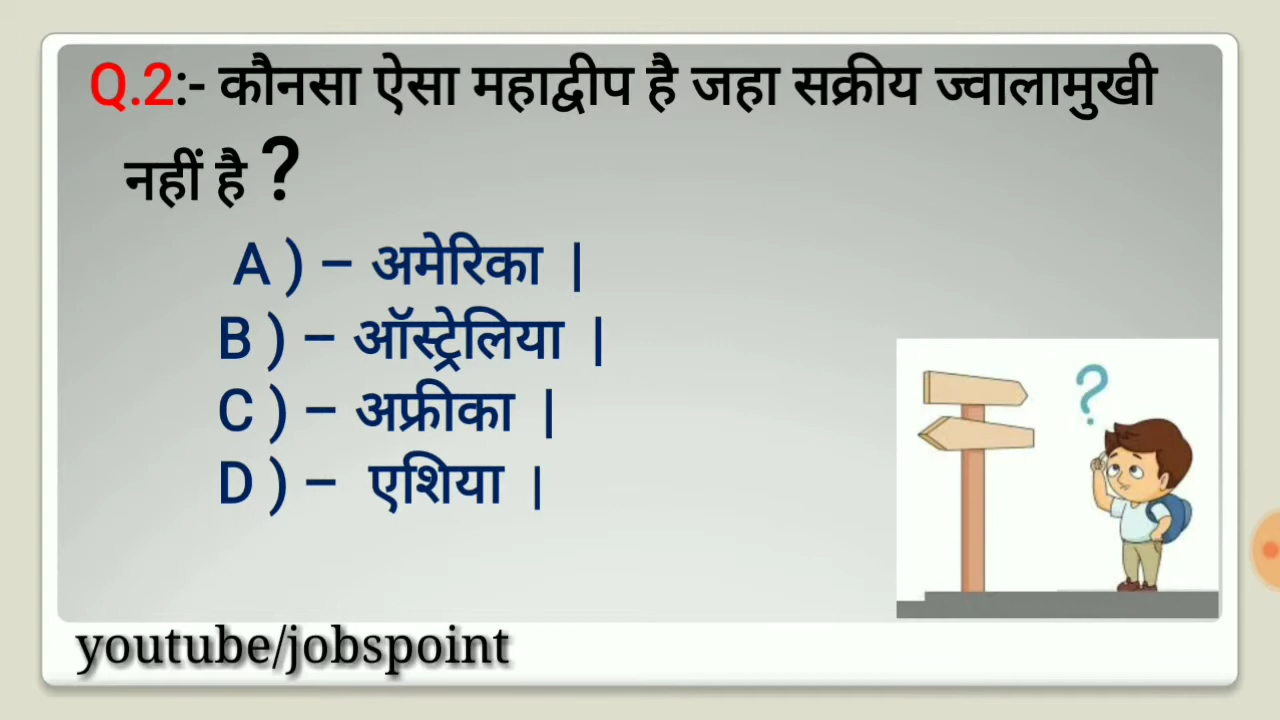 Q.2:- कौनसा ऐसा महाद्वीप है जहा सक्रीय ज्वालामुखी
नहीं है ?
A ) – अमेरिका |
B ) – ऑस्ट्रेलिया |
C ) – अफ्रीका |
D ) – एशिया |
?
youtube/jobspoint